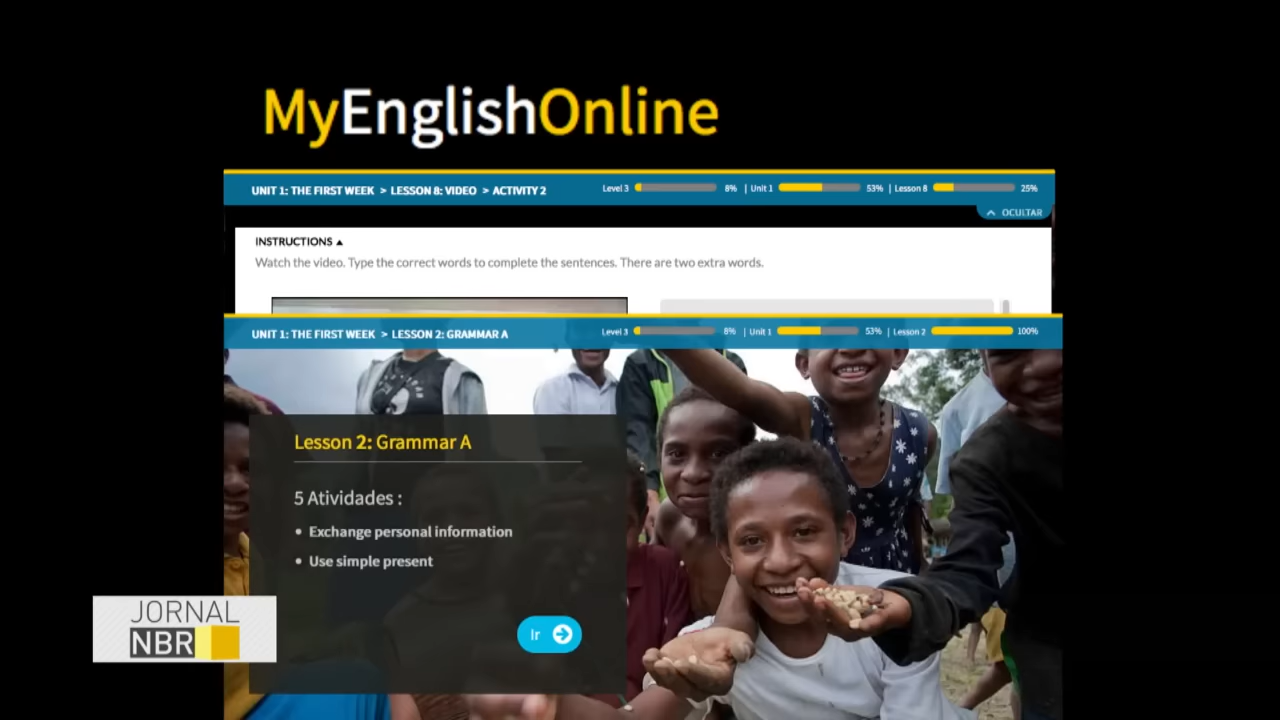 MyEnglishOnline
UNIT 1: THE FIRST WEEK > LESSON 8: VIDEO > ACTIVITY 2
Level 3 8% | Unit 1 53% | Lesson 8 25%
OCULTAR
INSTRUCTIONS
Watch the video. Type the correct words to complete the sentences. There are two extra words.
UNIT 1: THE FIRST WEEK > LESSON 2: GRAMMAR A
Level 3 8% | Unit 1 53% | Lesson 2 100%
Lesson 2: Grammar A
5 Atividades :
• Exchange personal information
• Use simple present
Ir
JORNAL
NBR